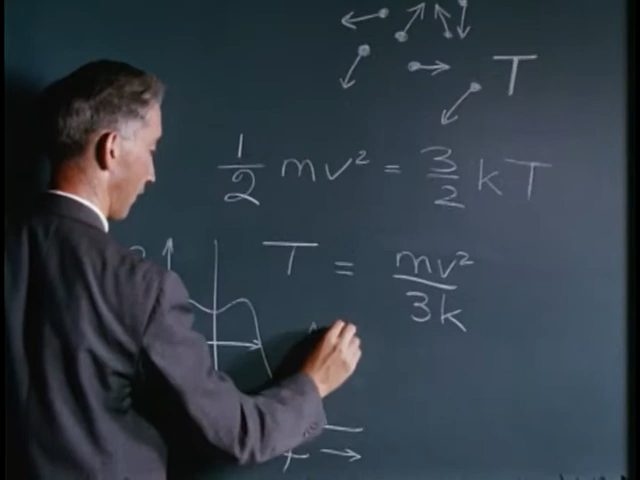 T
1/2 mv² = 3/2 kT
T = mv²/3k